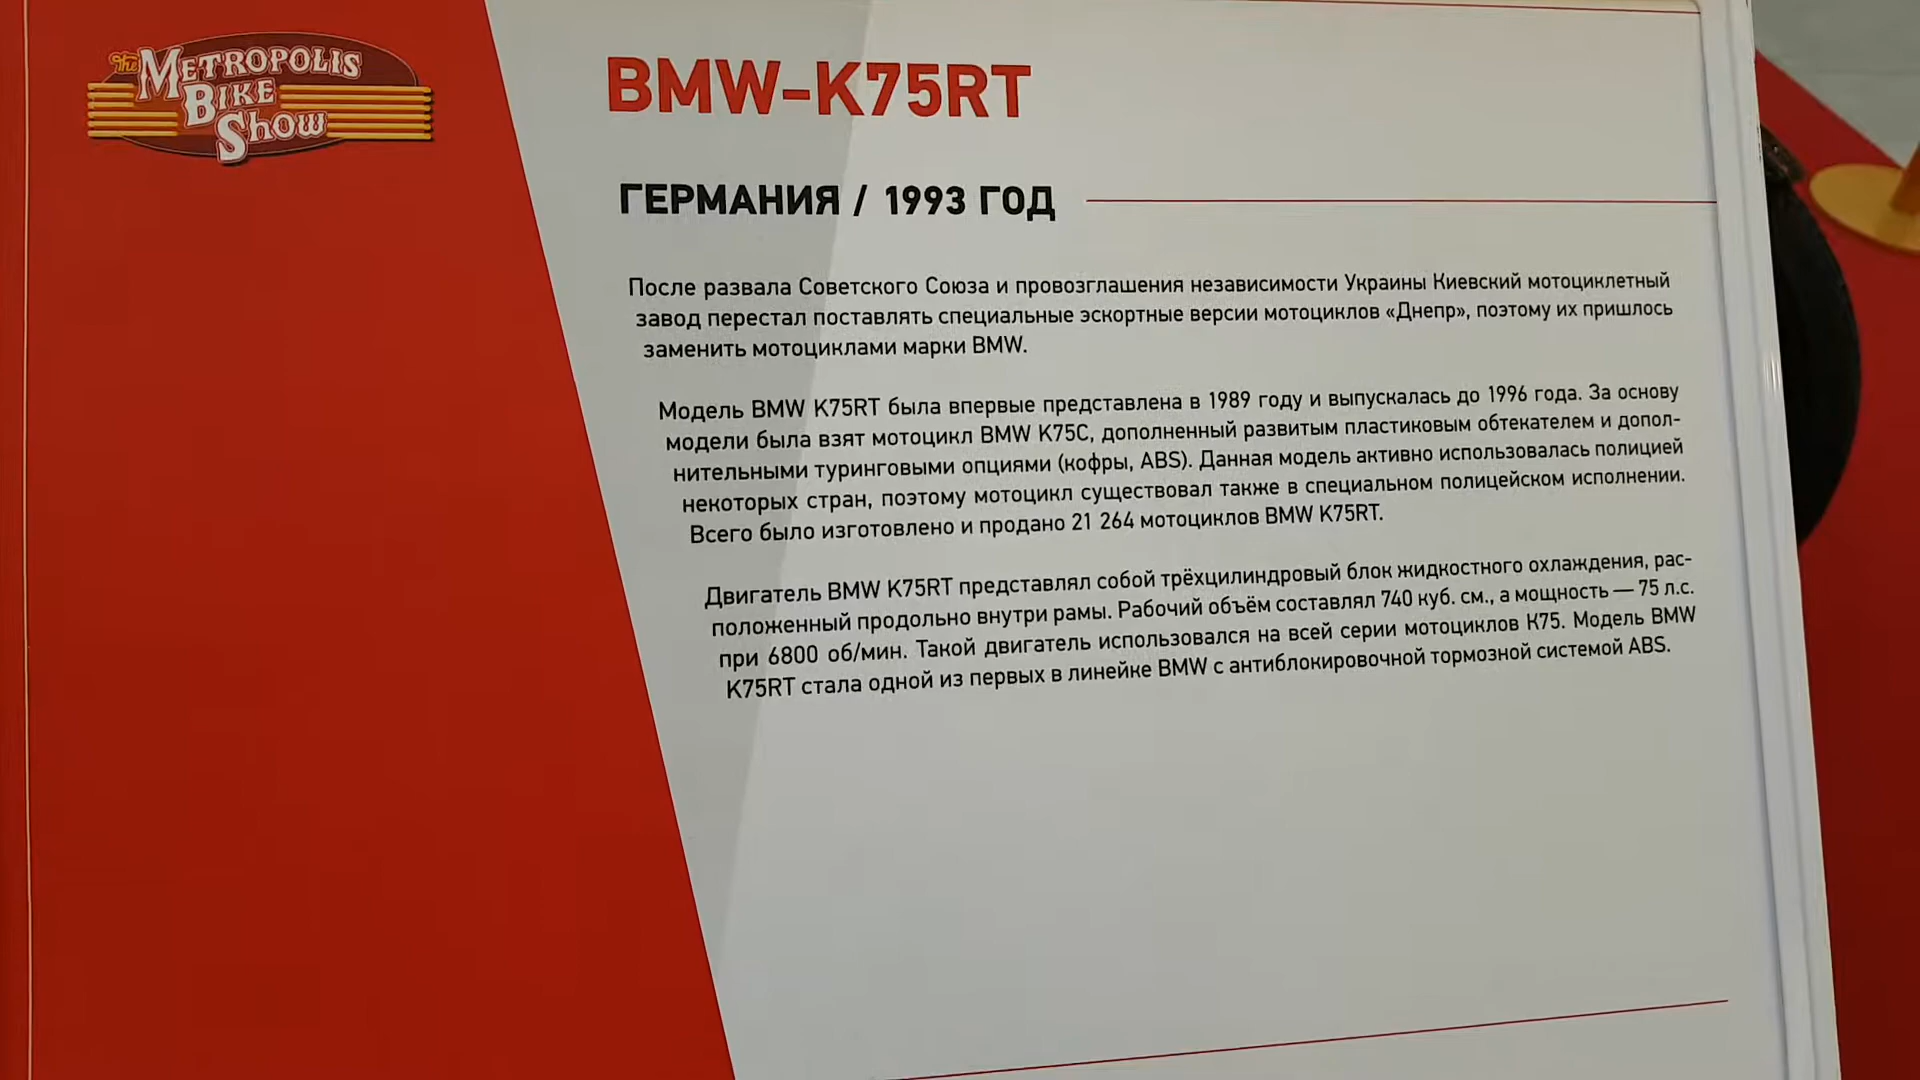 The METROPOLIS
BIKE
SHOW
BMW-K75RT
ГЕРМАНИЯ / 1993 ГОД
После развала Советского Союза и провозглашения независимости Украины Киевский мотоциклетный
завод перестал поставлять специальные эскортные версии мотоциклов «Днепр», поэтому их пришлось
заменить мотоциклами марки BMW.
Модель BMW K75RT была впервые представлена в 1989 году и выпускалась до 1996 года. За основу
модели была взят мотоцикл BMW K75C, дополненный развитым пластиковым обтекателем и допол-
нительными туринговыми опциями (кофры, ABS). Данная модель активно использовалась полицией
некоторых стран, поэтому мотоцикл существовал также в специальном полицейском исполнении.
Всего было изготовлено и продано 21 264 мотоциклов BMW K75RT.
Двигатель BMW K75RT представлял собой трёхцилиндровый блок жидкостного охлаждения, рас-
положенный продольно внутри рамы. Рабочий объём составлял 740 куб. см., а мощность — 75 л.с.
при 6800 об/мин. Такой двигатель использовался на всей серии мотоциклов К75. Модель BMW
K75RT стала одной из первых в линейке BMW с антиблокировочной тормозной системой ABS.